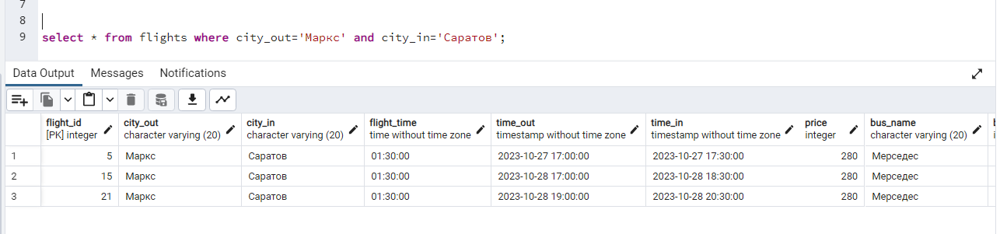 7
8
9 select * from flights where city_out='Маркс' and city_in='Саратов';
Data Output Messages Notifications
flight_id city_out city_in flight_time time_out time_in price bus_name
[PK] integer character varying (20) character varying (20) time without time zone timestamp without time zone timestamp without time zone integer character varying (20)
1 5 Маркс Саратов 01:30:00 2023-10-27 17:00:00 2023-10-27 17:30:00 280 Мерседес
2 15 Маркс Саратов 01:30:00 2023-10-28 17:00:00 2023-10-28 18:30:00 280 Мерседес
3 21 Маркс Саратов 01:30:00 2023-10-28 19:00:00 2023-10-28 20:30:00 280 Мерседес